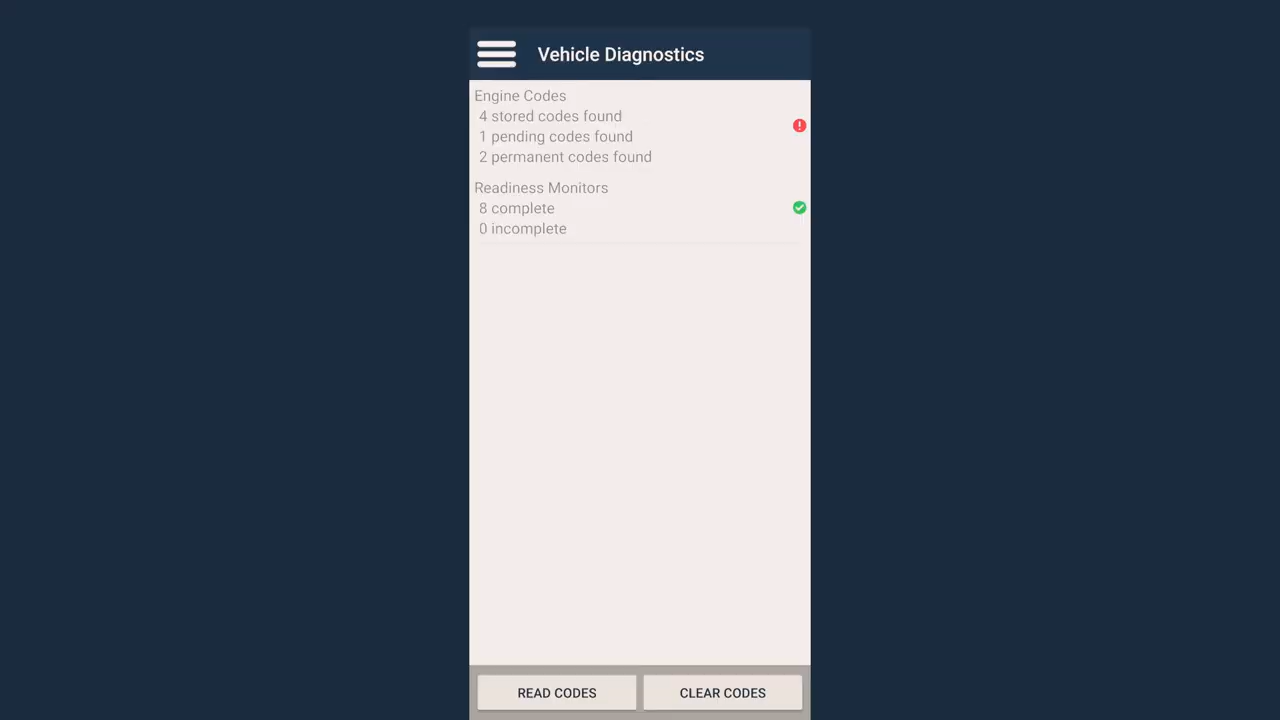 Vehicle Diagnostics
Engine Codes
4 stored codes found
1 pending codes found
2 permanent codes found
Readiness Monitors
8 complete
0 incomplete
READ CODES
CLEAR CODES